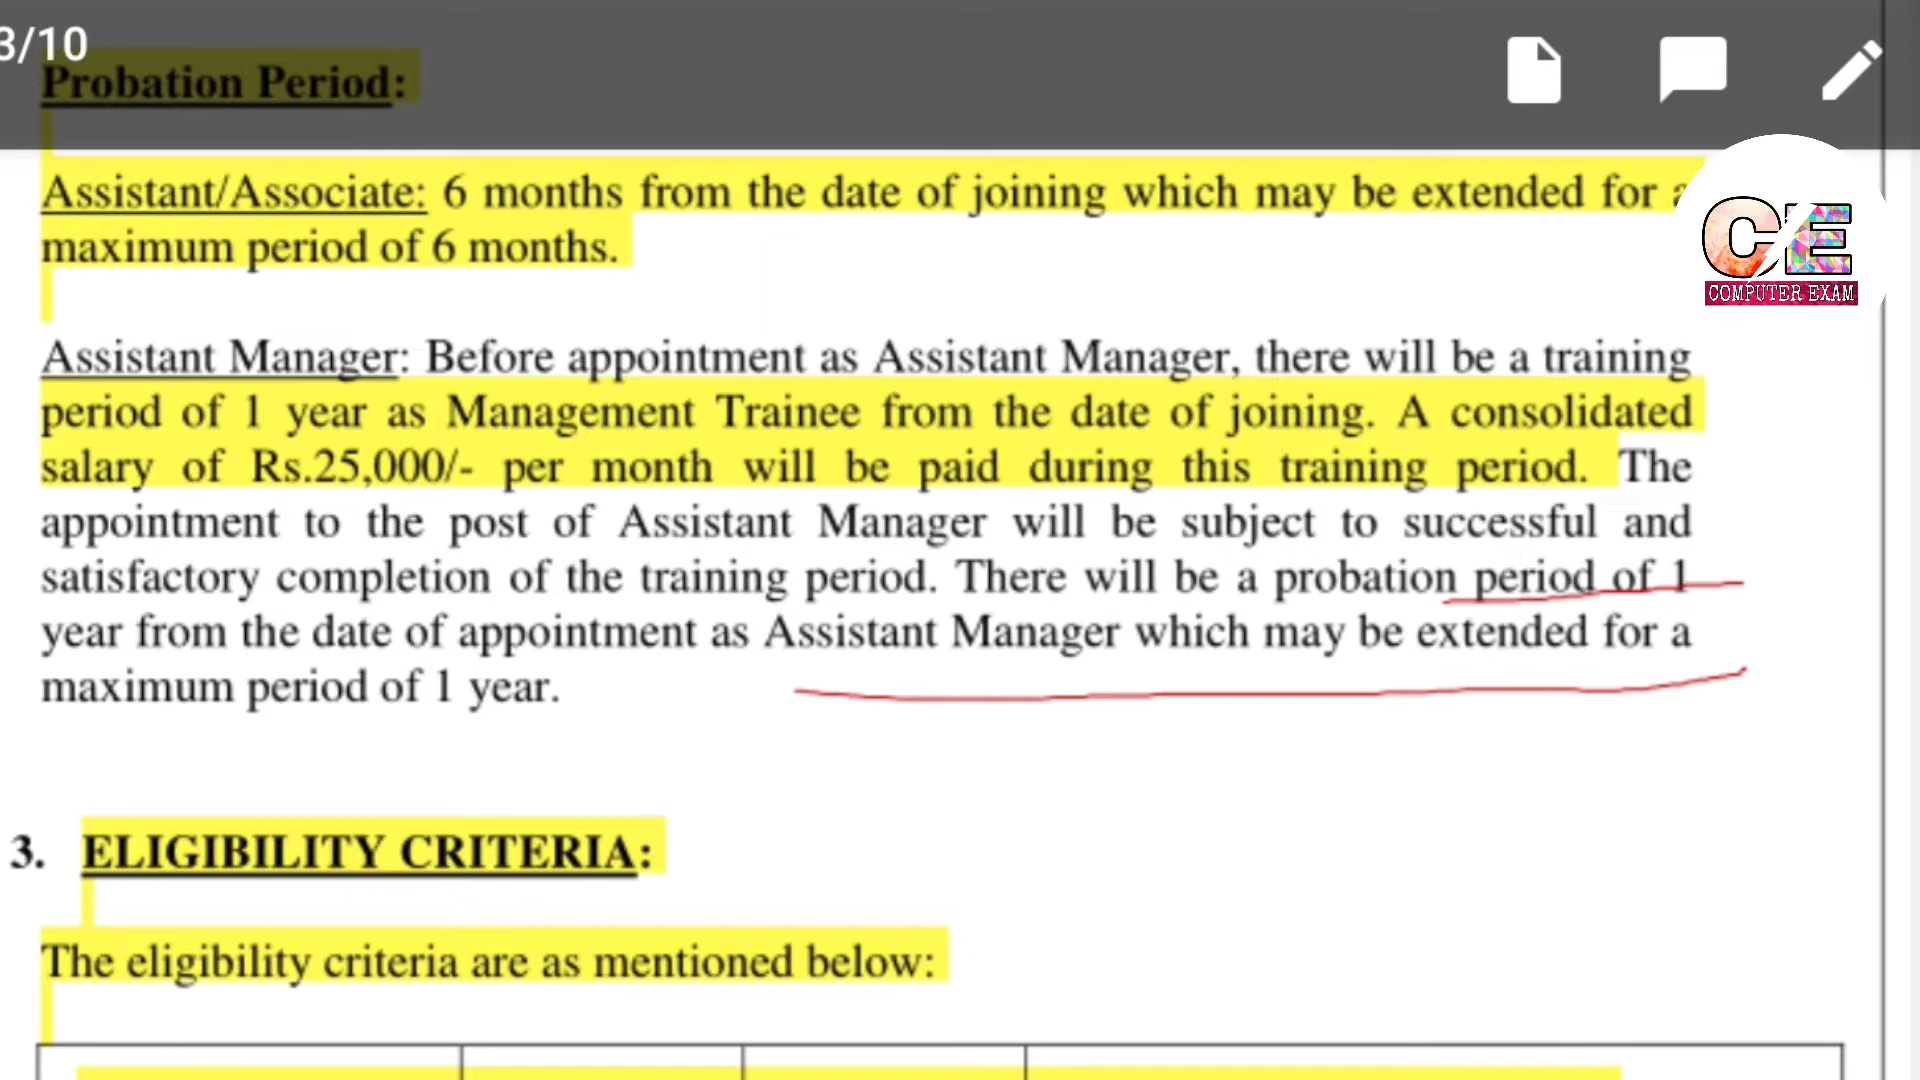 3/10
Probation Period:
Assistant/Associate: 6 months from the date of joining which may be extended for a
maximum period of 6 months.
CE
COMPUTER EXAM
Assistant Manager: Before appointment as Assistant Manager, there will be a training
period of 1 year as Management Trainee from the date of joining. A consolidated
salary of Rs.25,000/- per month will be paid during this training period. The
appointment to the post of Assistant Manager will be subject to successful and
satisfactory completion of the training period. There will be a probation period of 1
year from the date of appointment as Assistant Manager which may be extended for a
maximum period of 1 year.
3. ELIGIBILITY CRITERIA:
The eligibility criteria are as mentioned below: